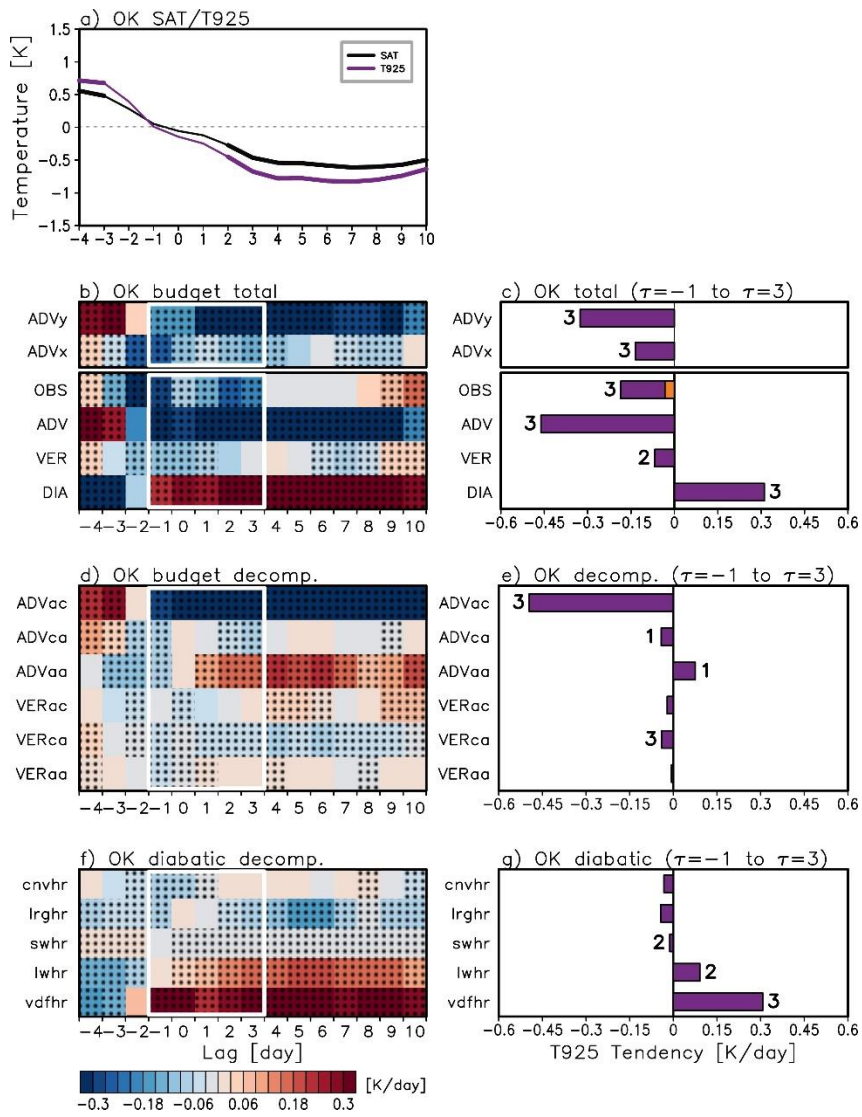 a) OK SAT/T925
Temperature [K]
1.5
1
0.5
0
-0.5
-1
-1.5
SAT
T925
-4 -3 -2 -1 0 1 2 3 4 5 6 7 8 9 10
b) OK budget total
ADVy
ADVx
OBS
ADV
VER
DIA
-4 -3 -2 -1 0 1 2 3 4 5 6 7 8 9 10
c) OK total (τ=-1 to τ=3)
3
ADVy
3
ADVx
3
OBS
3
ADV
2
VER
3
DIA
-0.6 -0.45 -0.3 -0.15 0 0.15 0.3 0.45 0.6
d) OK budget decomp.
ADVac
ADVca
ADVaa
VERac
VERca
VERaa
-4 -3 -2 -1 0 1 2 3 4 5 6 7 8 9 10
e) OK decomp. (τ=-1 to τ=3)
3
ADVac
1
ADVca
1
ADVaa
VERac
3
VERca
VERaa
-0.6 -0.45 -0.3 -0.15 0 0.15 0.3 0.45 0.6
f) OK diabatic decomp.
cnvhr
lrghr
swhr
lwhr
vdfhr
-4 -3 -2 -1 0 1 2 3 4 5 6 7 8 9 10
Lag [day]
g) OK diabatic (τ=-1 to τ=3)
cnvhr
lrghr
2
swhr
2
lwhr
3
vdfhr
-0.6 -0.45 -0.3 -0.15 0 0.15 0.3 0.45 0.6
T925 Tendency [K/day]
[K/day]
-0.3 -0.18 -0.06 0.06 0.18 0.3